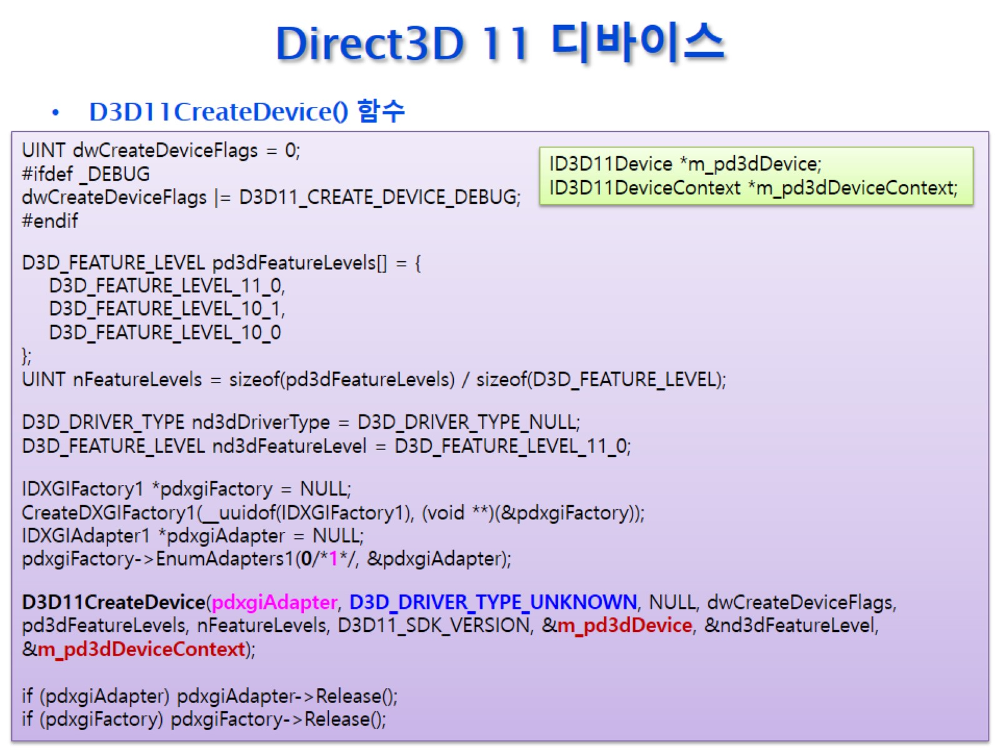 Direct3D 11 디바이스
• D3D11CreateDevice() 함수
UINT dwCreateDeviceFlags = 0;
#ifdef _DEBUG
dwCreateDeviceFlags |= D3D11_CREATE_DEVICE_DEBUG;
#endif
ID3D11Device *m_pd3dDevice;
ID3D11DeviceContext *m_pd3dDeviceContext;
D3D_FEATURE_LEVEL pd3dFeatureLevels[] = {
D3D_FEATURE_LEVEL_11_0,
D3D_FEATURE_LEVEL_10_1,
D3D_FEATURE_LEVEL_10_0
};
UINT nFeatureLevels = sizeof(pd3dFeatureLevels) / sizeof(D3D_FEATURE_LEVEL);
D3D_DRIVER_TYPE nd3dDriverType = D3D_DRIVER_TYPE_NULL;
D3D_FEATURE_LEVEL nd3dFeatureLevel = D3D_FEATURE_LEVEL_11_0;
IDXGIFactory1 *pdxgiFactory = NULL;
CreateDXGIFactory1(__uuidof(IDXGIFactory1), (void **)(&pdxgiFactory));
IDXGIAdapter1 *pdxgiAdapter = NULL;
pdxgiFactory->EnumAdapters1(0/*1*/, &pdxgiAdapter);
D3D11CreateDevice(pdxgiAdapter, D3D_DRIVER_TYPE_UNKNOWN, NULL, dwCreateDeviceFlags,
pd3dFeatureLevels, nFeatureLevels, D3D11_SDK_VERSION, &m_pd3dDevice, &nd3dFeatureLevel,
&m_pd3dDeviceContext);
if (pdxgiAdapter) pdxgiAdapter->Release();
if (pdxgiFactory) pdxgiFactory->Release();